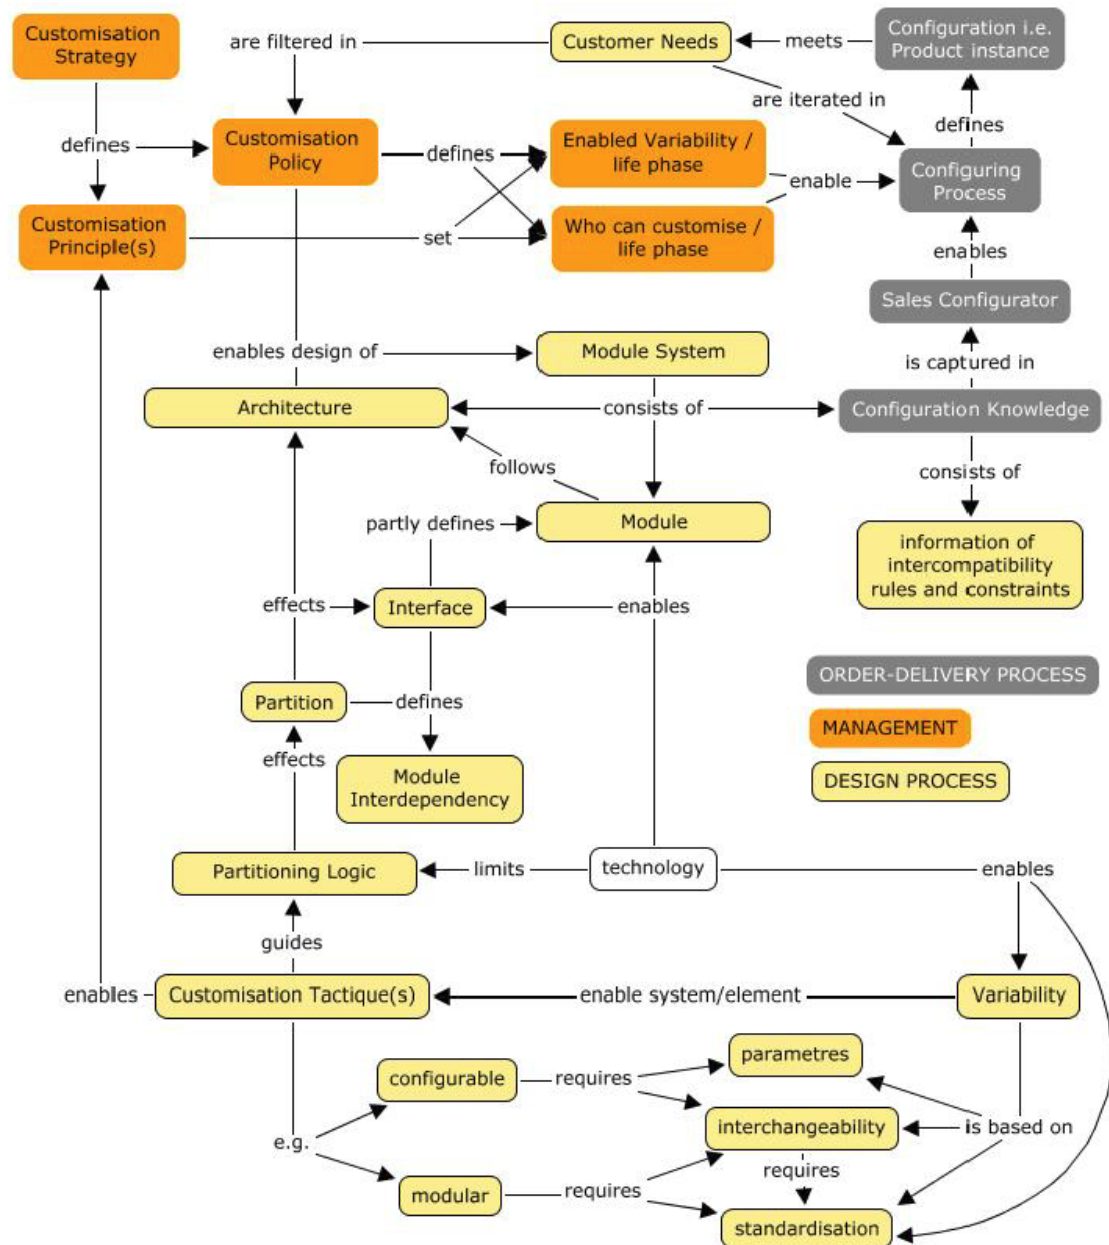 Customisation
Strategy
are filtered in
Customer Needs
meets
Configuration i.e.
Product instance
are iterated in
defines
defines
Customisation
Policy
defines
Enabled Variability /
life phase
enable
Configuring
Process
Customisation
Principle(s)
set
Who can customise /
life phase
enables
Sales Configurator
enables design of
Module System
is captured in
Architecture
consists of
Configuration Knowledge
follows
consists of
partly defines
Module
information of
intercompatibility
rules and constraints
effects
Interface
enables
ORDER-DELIVERY PROCESS
Partition
defines
MANAGEMENT
effects
Module
Interdependency
DESIGN PROCESS
Partitioning Logic
limits
technology
enables
guides
enables
Customisation Tactique(s)
enable system/element
Variability
configurable
requires
parametres
e.g.
interchangeability
is based on
requires
modular
requires
standardisation